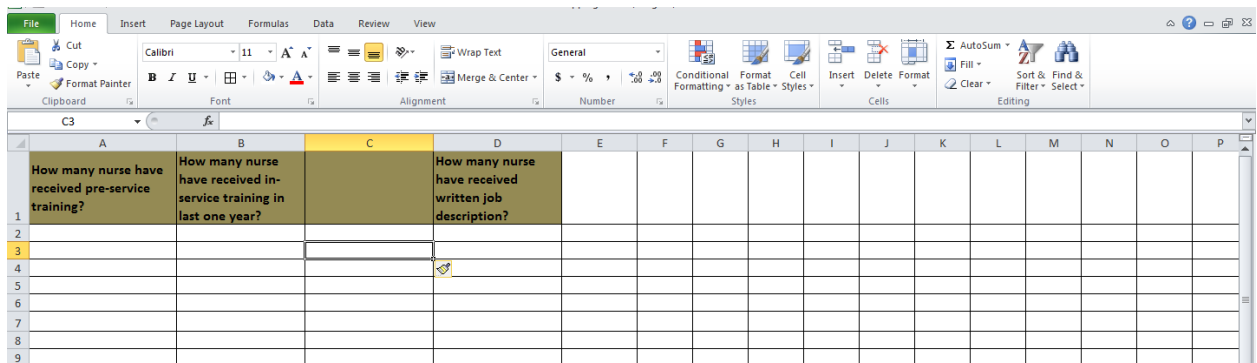 File Home Insert Page Layout Formulas Data Review View
Cut
Copy
Format Painter
Paste
Clipboard
Calibri 11
B I U
Font
Wrap Text
Merge & Center
Alignment
General
$ % ,
Number
Conditional Formatting
Format as Table
Cell Styles
Styles
Insert Delete Format
Cells
Σ AutoSum
Fill
Clear
Sort & Filter
Find & Select
Editing
C3 fx
A B C D E F G H I J K L M N O P
1
How many nurse have
received pre-service
training?
How many nurse
have received in-
service training in
last one year?
How many nurse
have received
written job
description?
2
3
4
5
6
7
8
9